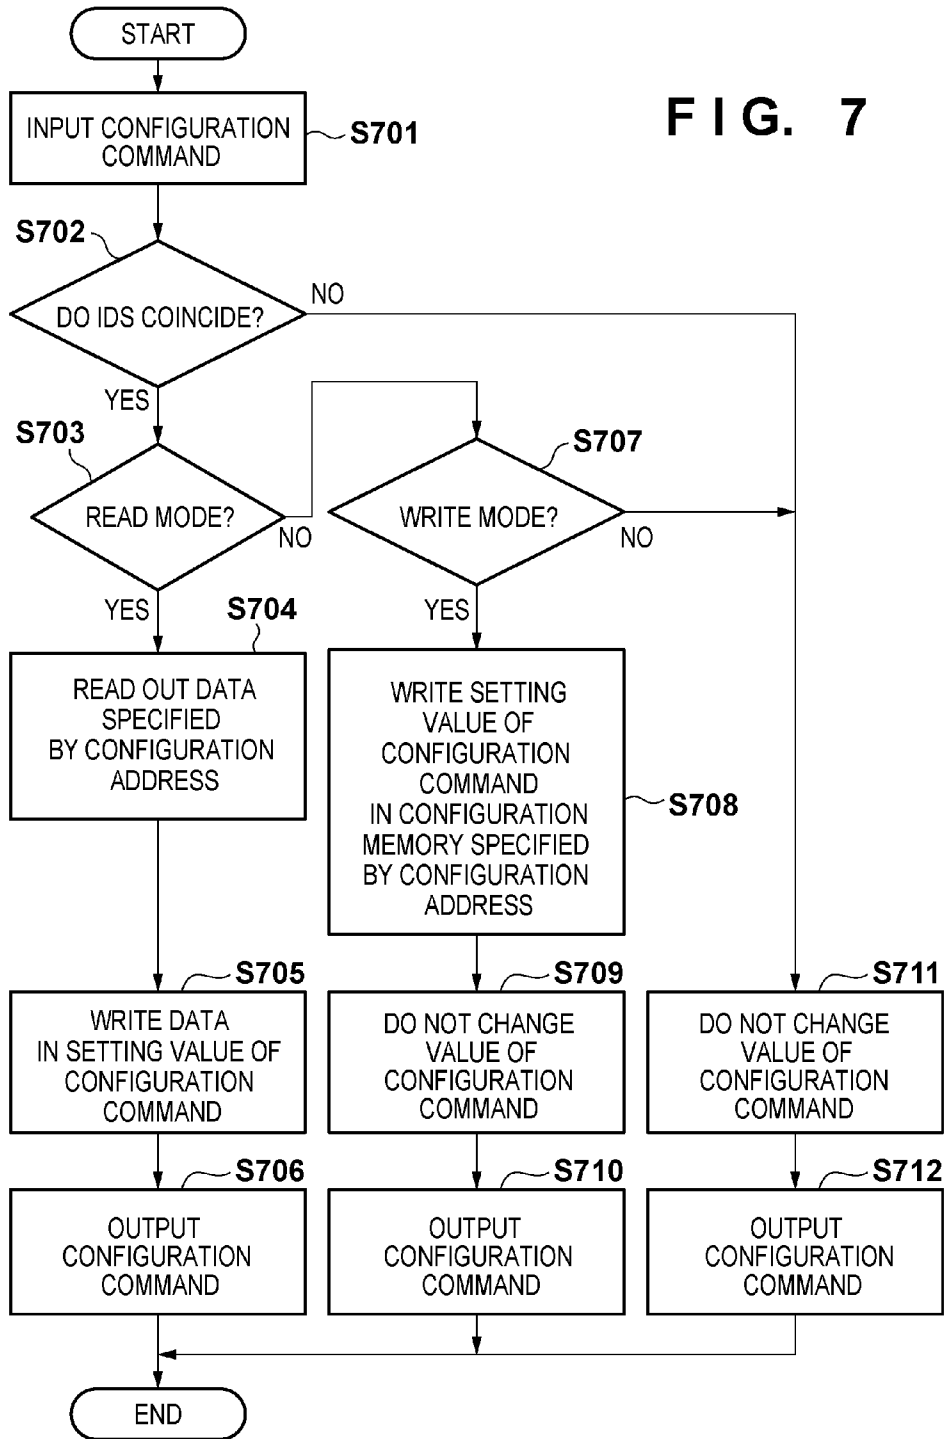 START
FIG. 7
INPUT CONFIGURATION
COMMAND
S701
S702
DO IDS COINCIDE?
NO
YES
S703
READ MODE?
NO
YES
S707
WRITE MODE?
NO
YES
S704
READ OUT DATA
SPECIFIED
BY CONFIGURATION
ADDRESS
WRITE SETTING
VALUE OF
CONFIGURATION
COMMAND
IN CONFIGURATION
MEMORY SPECIFIED
BY CONFIGURATION
ADDRESS
S708
S705
WRITE DATA
IN SETTING VALUE OF
CONFIGURATION
COMMAND
S709
DO NOT CHANGE
VALUE OF
CONFIGURATION
COMMAND
S711
DO NOT CHANGE
VALUE OF
CONFIGURATION
COMMAND
S706
OUTPUT
CONFIGURATION
COMMAND
S710
OUTPUT
CONFIGURATION
COMMAND
S712
OUTPUT
CONFIGURATION
COMMAND
END